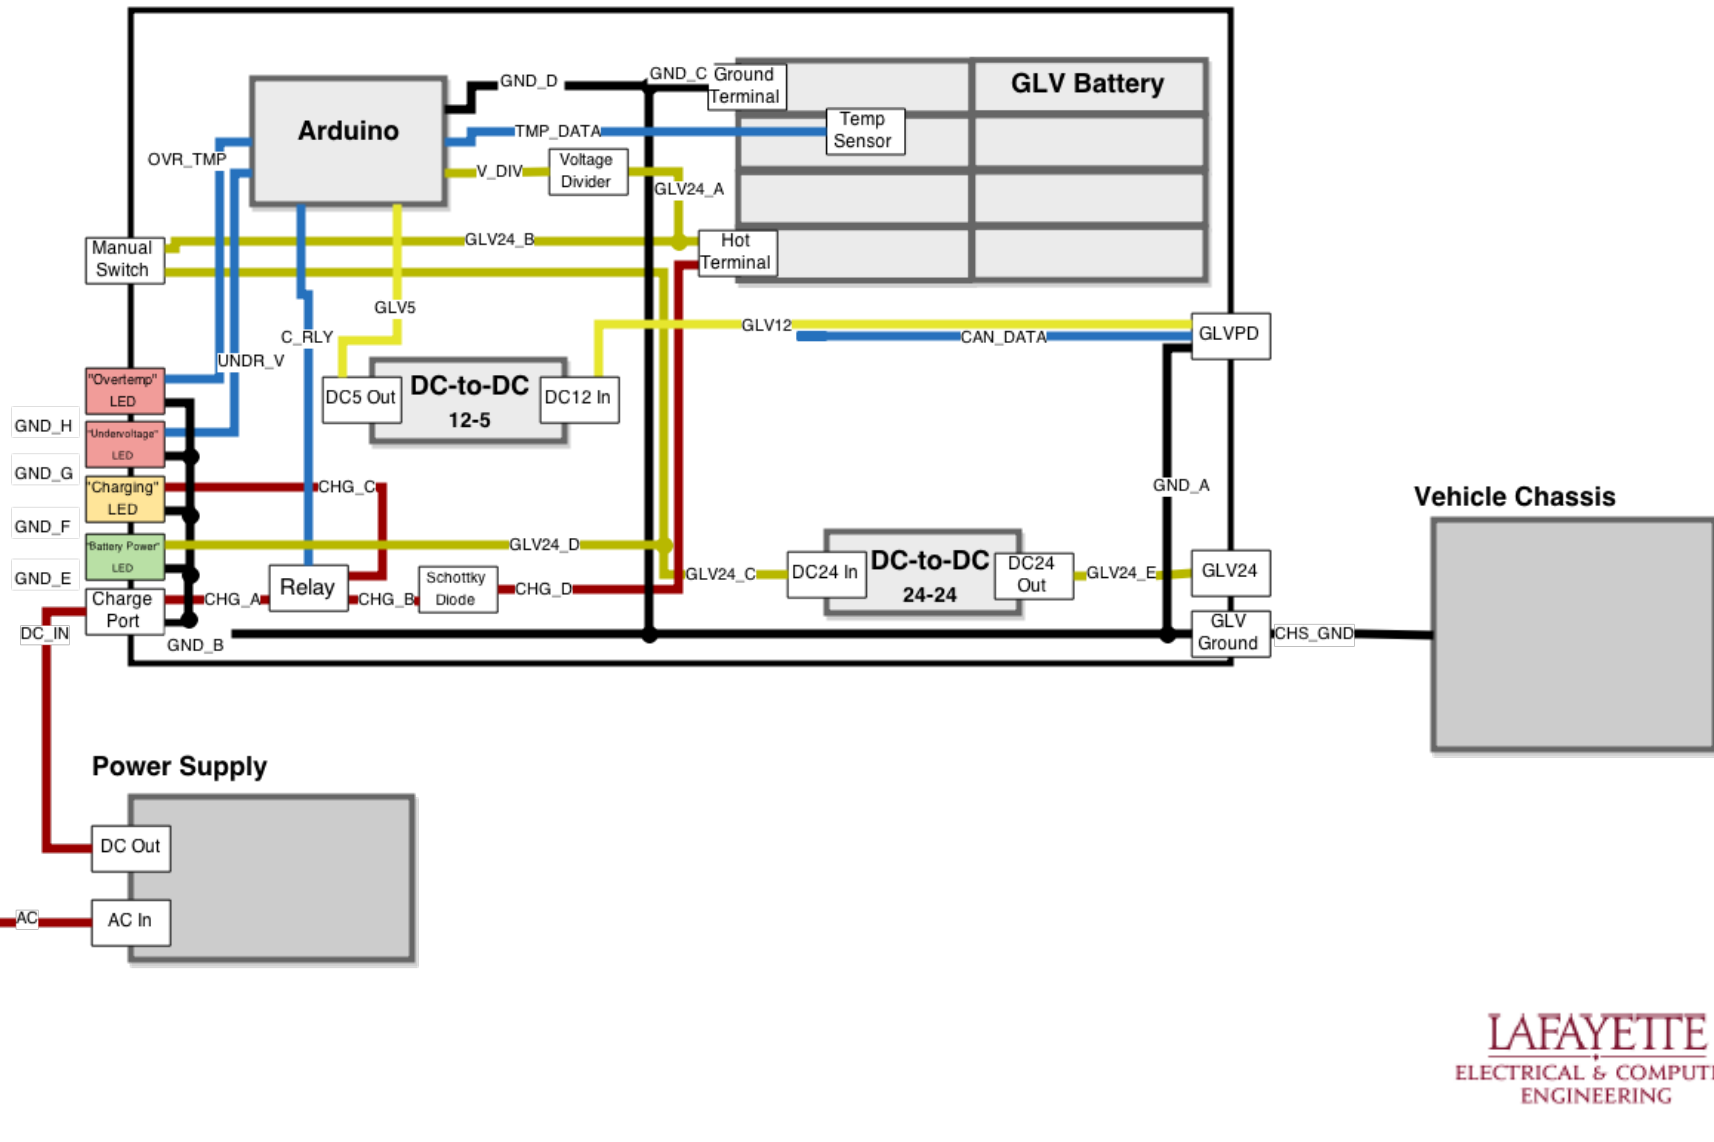 GND_D
GND_C
Ground
Terminal
GLV Battery
Arduino
TMP_DATA
Temp
Sensor
OVR_TMP
V_DIV
Voltage
Divider
GLV24_A
Manual
Switch
GLV24_B
Hot
Terminal
GLV5
C_RLY
GLV12
CAN_DATA
GLVPD
UNDR_V
"Overtemp"
LED
DC5 Out
DC-to-DC
12-5
DC12 In
GND_H
"Undervoltage"
LED
GND_G
"Charging"
LED
CHG_C
GND_A
Vehicle Chassis
GND_F
"Battery Power"
LED
GLV24_D
GND_E
Relay
Schottky
Diode
CHG_D
GLV24_C
DC24 In
DC-to-DC
24-24
DC24
Out
GLV24_E
GLV24
Charge
Port
CHG_A
CHG_B
DC_IN
GND_B
GLV
Ground
CHS_GND
Power Supply
DC Out
AC
AC In
LAFAYETTE
ELECTRICAL & COMPUT
ENGINEERING